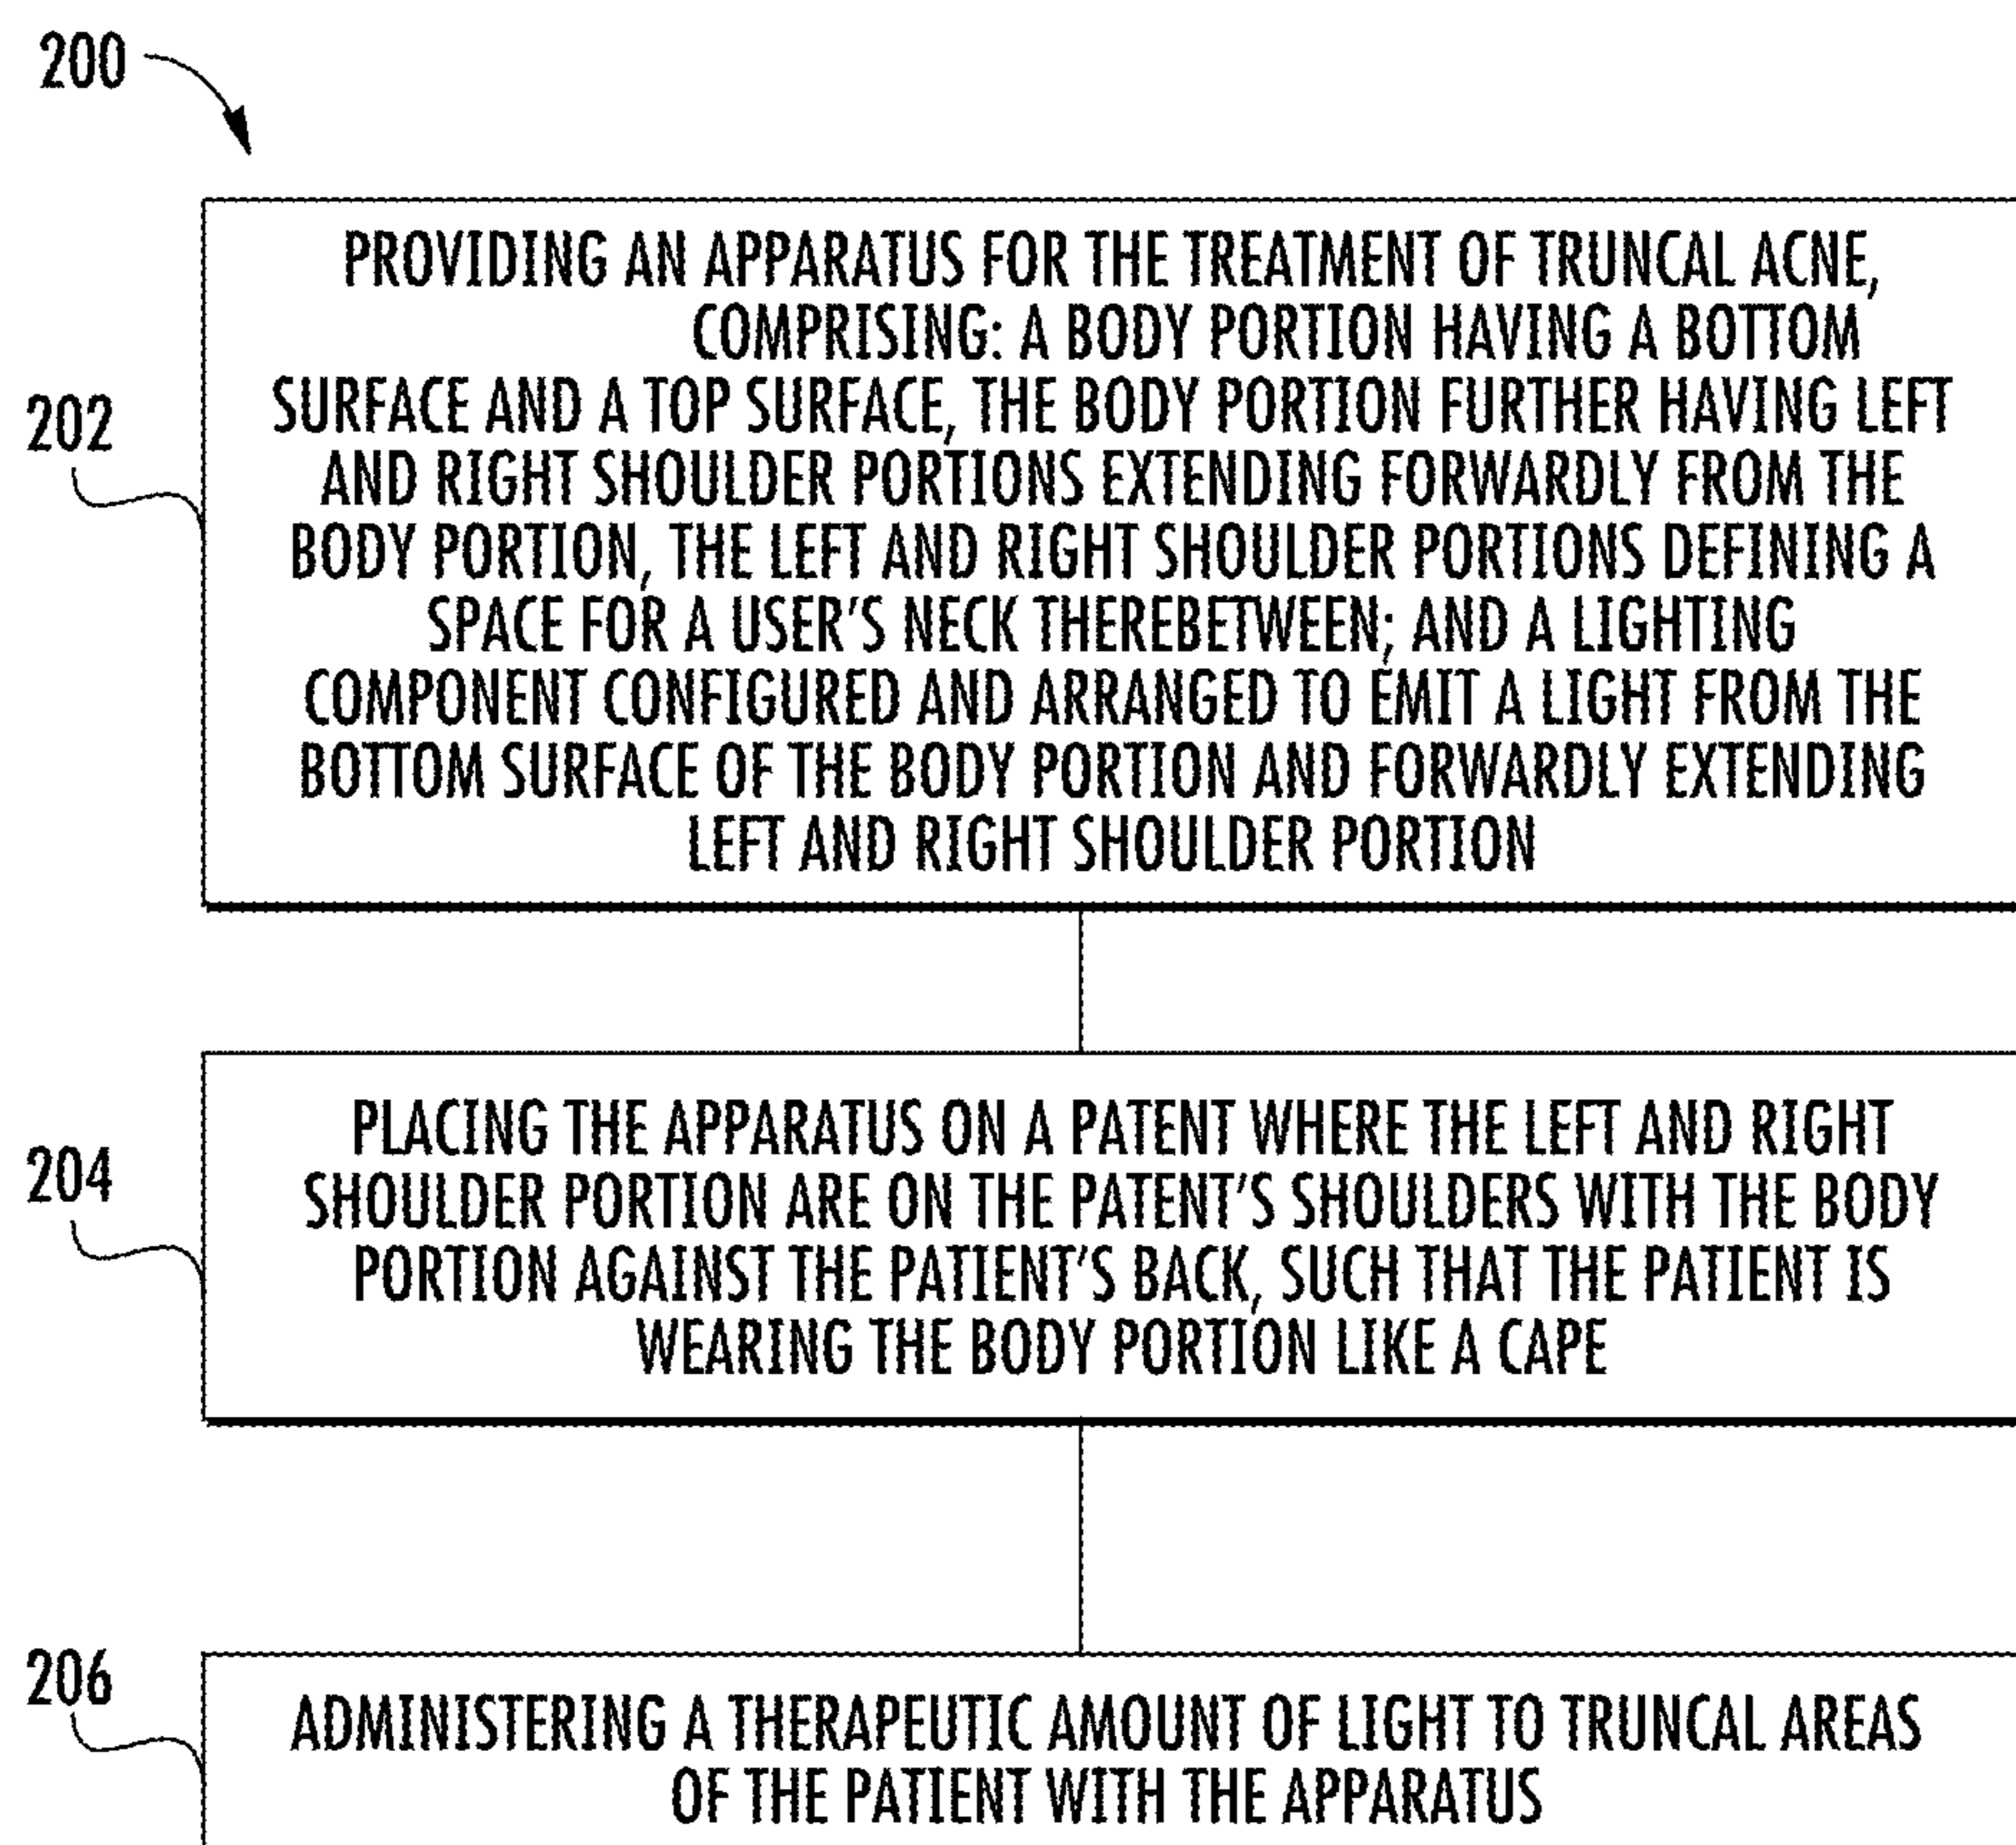 200
202
PROVIDING AN APPARATUS FOR THE TREATMENT OF TRUNCAL ACNE,
COMPRISING: A BODY PORTION HAVING A BOTTOM
SURFACE AND A TOP SURFACE, THE BODY PORTION FURTHER HAVING LEFT
AND RIGHT SHOULDER PORTIONS EXTENDING FORWARDLY FROM THE
BODY PORTION, THE LEFT AND RIGHT SHOULDER PORTIONS DEFINING A
SPACE FOR A USER'S NECK THEREBETWEEN; AND A LIGHTING
COMPONENT CONFIGURED AND ARRANGED TO EMIT A LIGHT FROM THE
BOTTOM SURFACE OF THE BODY PORTION AND FORWARDLY EXTENDING
LEFT AND RIGHT SHOULDER PORTION
204
PLACING THE APPARATUS ON A PATENT WHERE THE LEFT AND RIGHT
SHOULDER PORTION ARE ON THE PATENT'S SHOULDERS WITH THE BODY
PORTION AGAINST THE PATIENT'S BACK, SUCH THAT THE PATIENT IS
WEARING THE BODY PORTION LIKE A CAPE
206
ADMINISTERING A THERAPEUTIC AMOUNT OF LIGHT TO TRUNCAL AREAS
OF THE PATIENT WITH THE APPARATUS